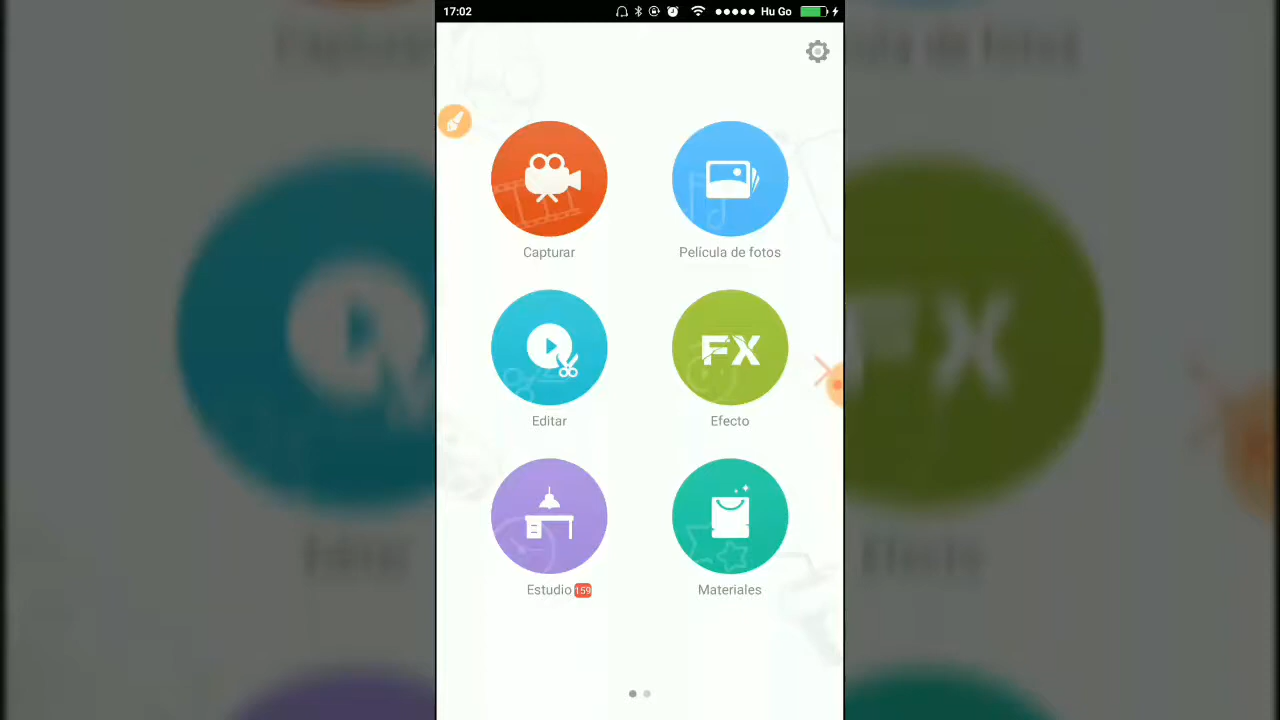 17:02 Hu Go
Capturar
Película de fotos
FX
Editar
Efecto
Estudio 159
Materiales